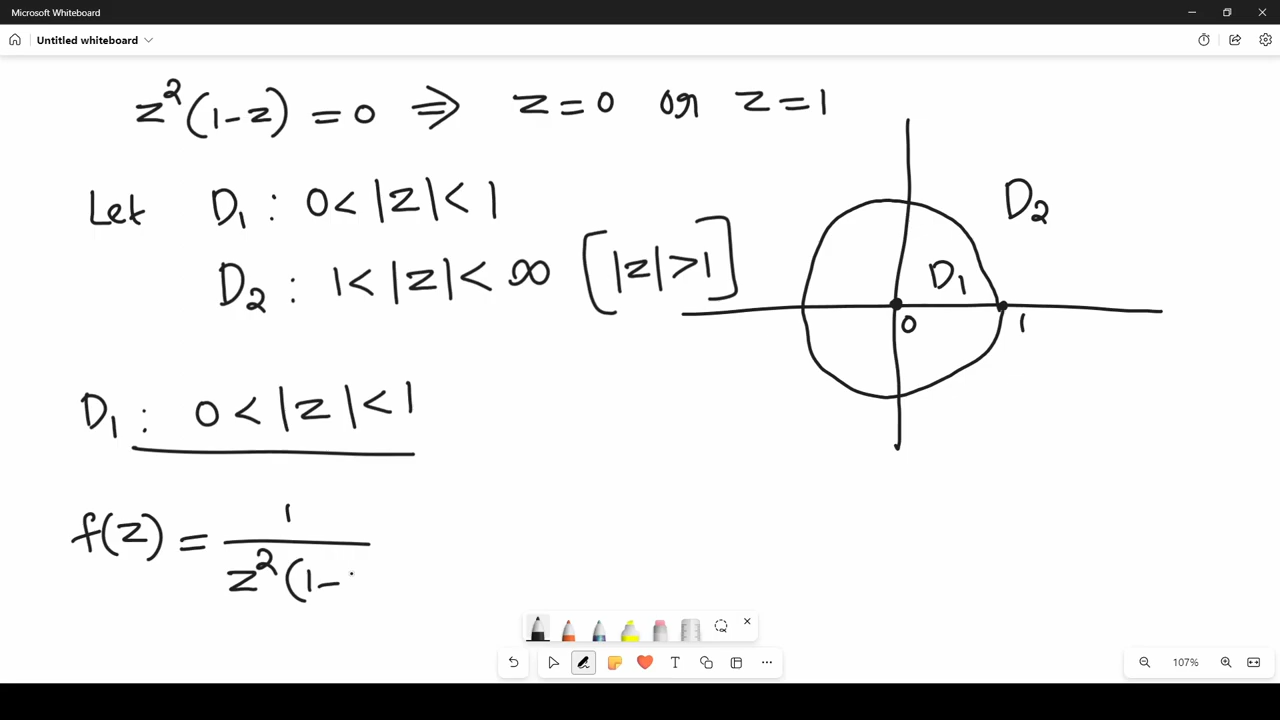 Microsoft Whiteboard
Untitled whiteboard
z²(1-z) = 0 ⇒ z=0 or z=1
Let D₁ : 0 < |z| < 1
D₂ : 1 < |z| < ∞ [|z| > 1]
D₂
D₁
0 1
D₁ : 0 < |z| < 1
f(z) = 1 / z²(1-
107%